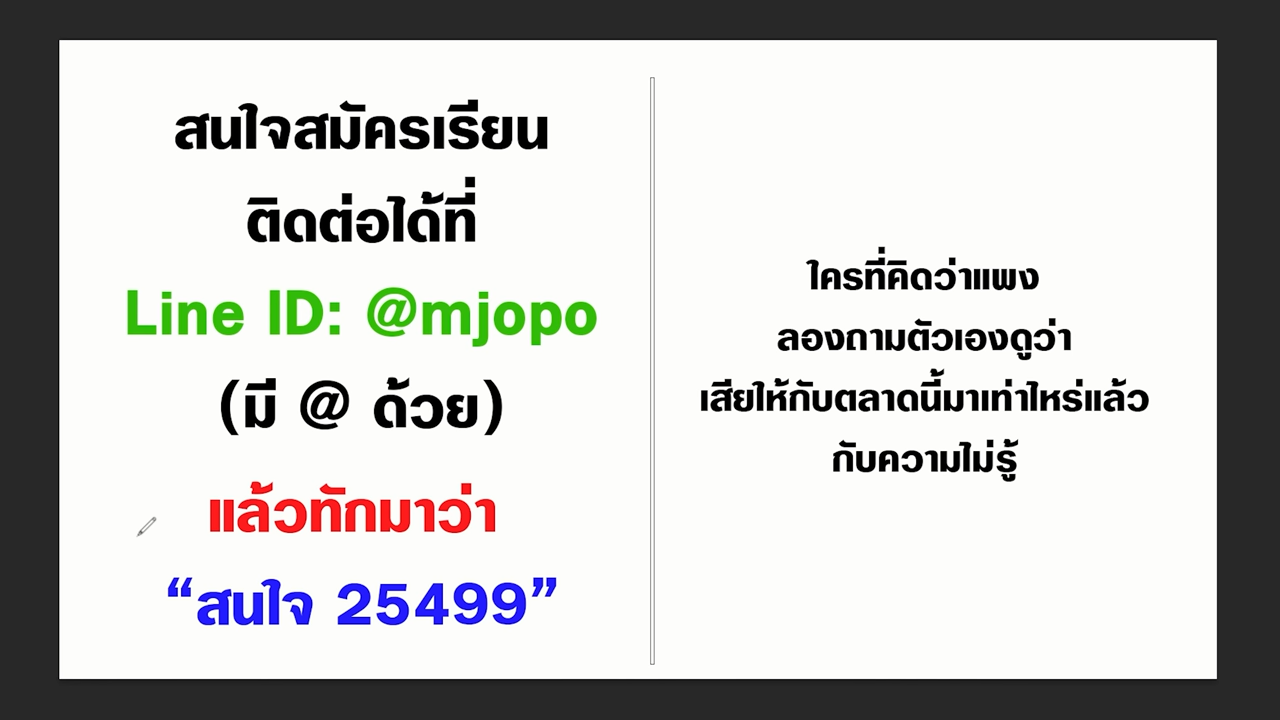 สนใจสมัครเรียน
ติดต่อได้ที่
Line ID: @mjopo
(มี @ ด้วย)
แล้วทักมาว่า
“สนใจ 25499”
ใครที่คิดว่าแพง
ลองถามตัวเองดูว่า
เสียให้กับตลาดนี้มาเท่าไหร่แล้ว
กับความไม่รู้